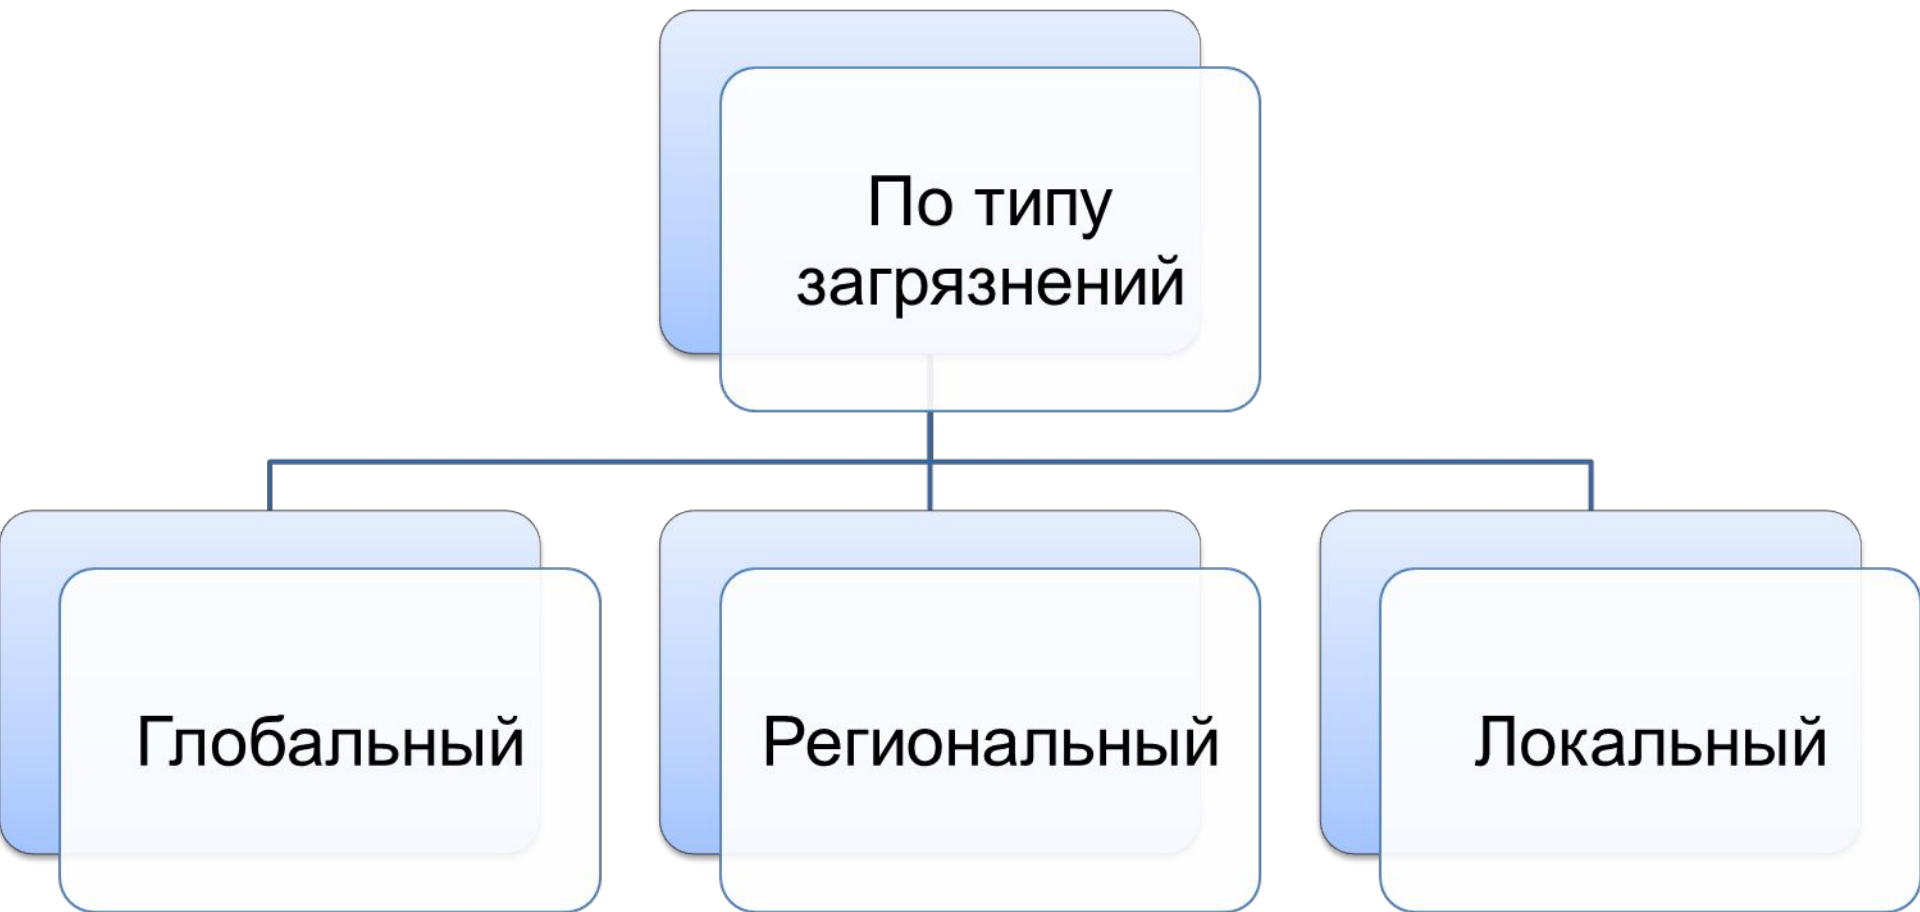 По типу
загрязнений
Глобальный
Региональный
Локальный